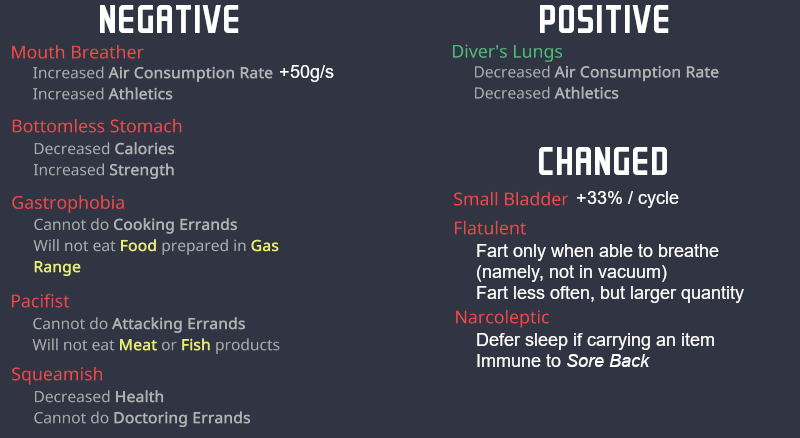 NEGATIVE
Mouth Breather
Increased Air Consumption Rate +50g/s
Increased Athletics
Bottomless Stomach
Decreased Calories
Increased Strength
Gastrophobia
Cannot do Cooking Errands
Will not eat Food prepared in Gas
Range
Pacifist
Cannot do Attacking Errands
Will not eat Meat or Fish products
Squeamish
Decreased Health
Cannot do Doctoring Errands
POSITIVE
Diver's Lungs
Decreased Air Consumption Rate
Decreased Athletics
CHANGED
Small Bladder +33% / cycle
Flatulent
Fart only when able to breathe
(namely, not in vacuum)
Fart less often, but larger quantity
Narcoleptic
Defer sleep if carrying an item
Immune to Sore Back